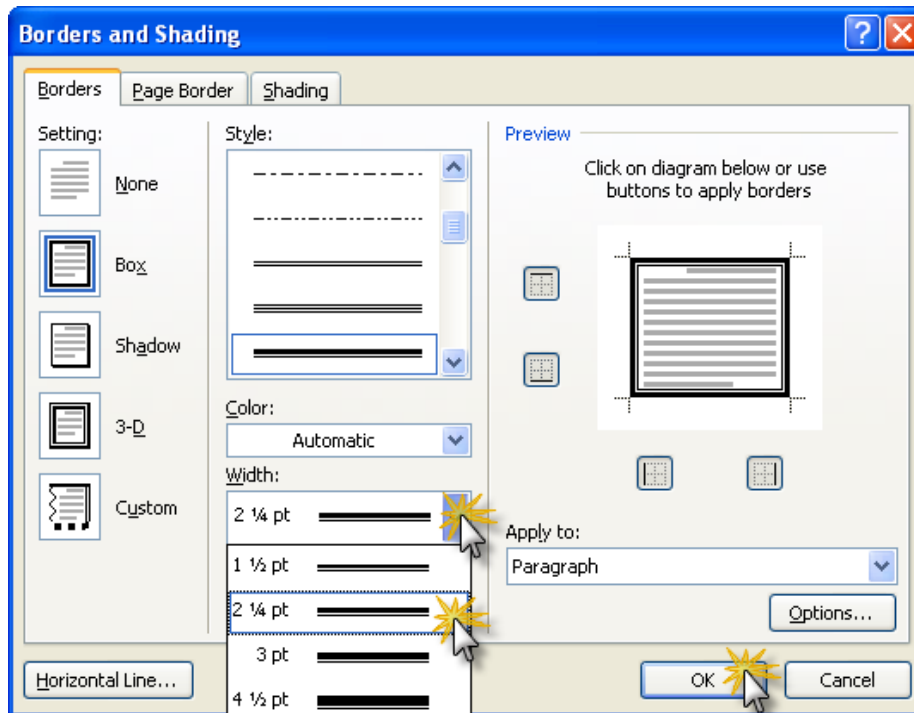 Borders and Shading
Borders
Page Border
Shading
Setting:
None
Box
Shadow
3-D
Custom
Style:
Color:
Automatic
Width:
2 ¼ pt
1 ½ pt
2 ¼ pt
3 pt
4 ½ pt
Preview
Click on diagram below or use
buttons to apply borders
Apply to:
Paragraph
Options...
Horizontal Line...
OK
Cancel